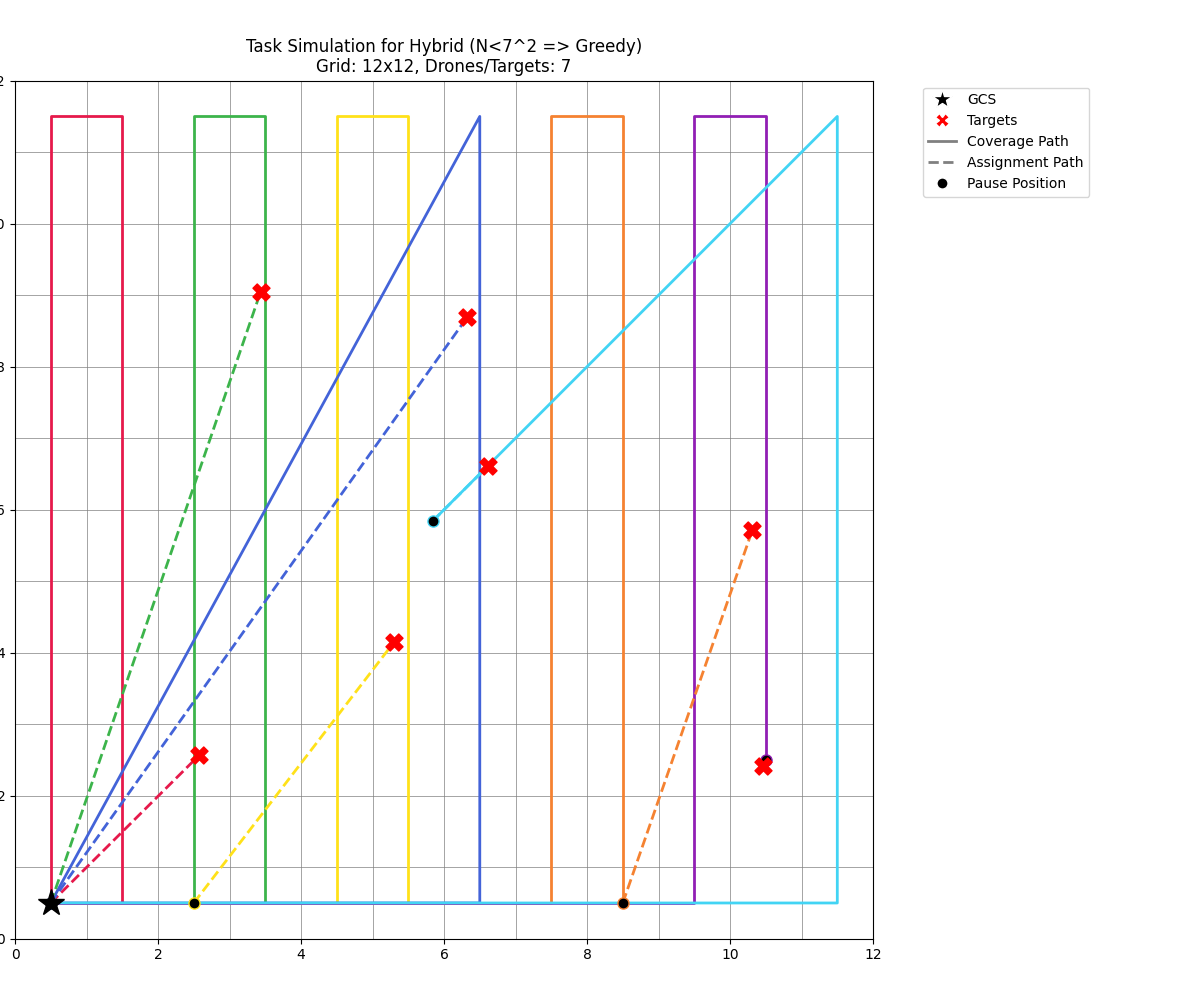 Task Simulation for Hybrid (N<7^2 => Greedy)
Grid: 12x12, Drones/Targets: 7
GCS
Targets
Coverage Path
Assignment Path
Pause Position
2
0
8
6
4
2
0
0 2 4 6 8 10 12